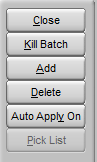 Close
Kill Batch
Add
Delete
Auto Apply On
Pick List